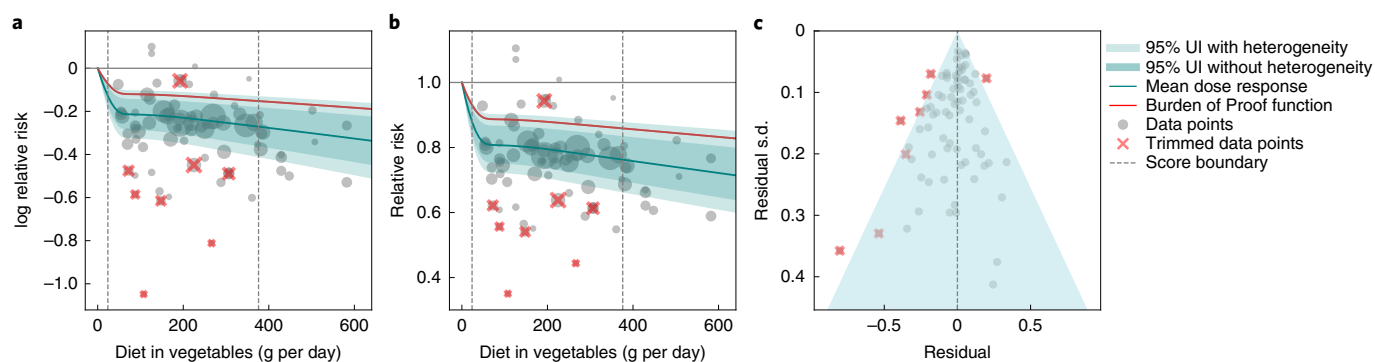 a
0
−0.2
−0.4
−0.6
−0.8
−1.0
log relative risk
0
200
400
600
Diet in vegetables (g per day)
b
1.0
0.8
0.6
0.4
Relative risk
0
200
400
600
Diet in vegetables (g per day)
c
0
0.1
0.2
0.3
0.4
Residual s.d.
−0.5
0
0.5
Residual
95% UI with heterogeneity
95% UI without heterogeneity
Mean dose response
Burden of Proof function
Data points
Trimmed data points
Score boundary